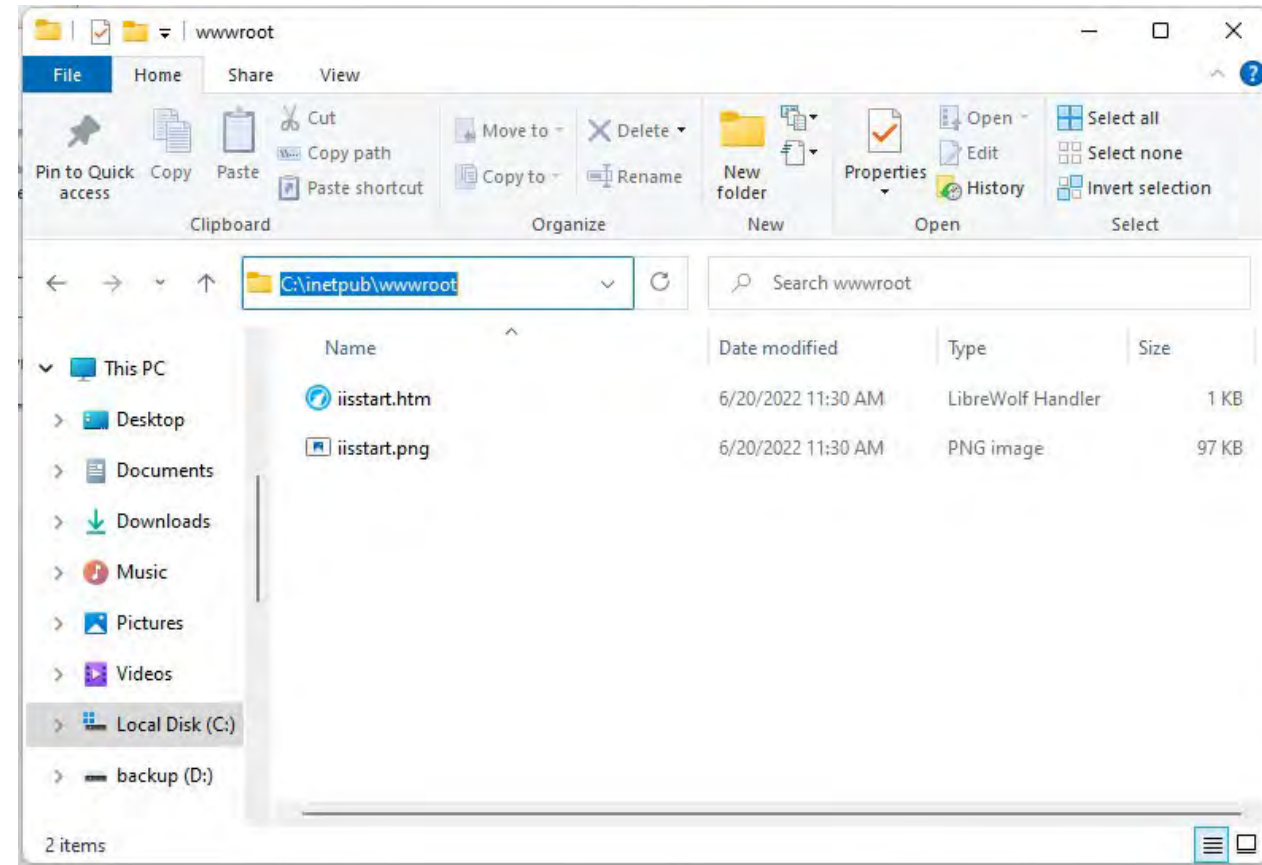 wwwroot
File Home Share View
Pin to Quick access
Copy
Paste
Cut
Copy path
Paste shortcut
Clipboard
Move to
Copy to
Delete
Rename
Organize
New folder
New
Properties
Open
Edit
History
Open
Select all
Select none
Invert selection
Select
C:\inetpub\wwwroot
Search wwwroot
Name Date modified Type Size
iisstart.htm 6/20/2022 11:30 AM LibreWolf Handler 1 KB
iisstart.png 6/20/2022 11:30 AM PNG image 97 KB
This PC
Desktop
Documents
Downloads
Music
Pictures
Videos
Local Disk (C:)
backup (D:)
2 items